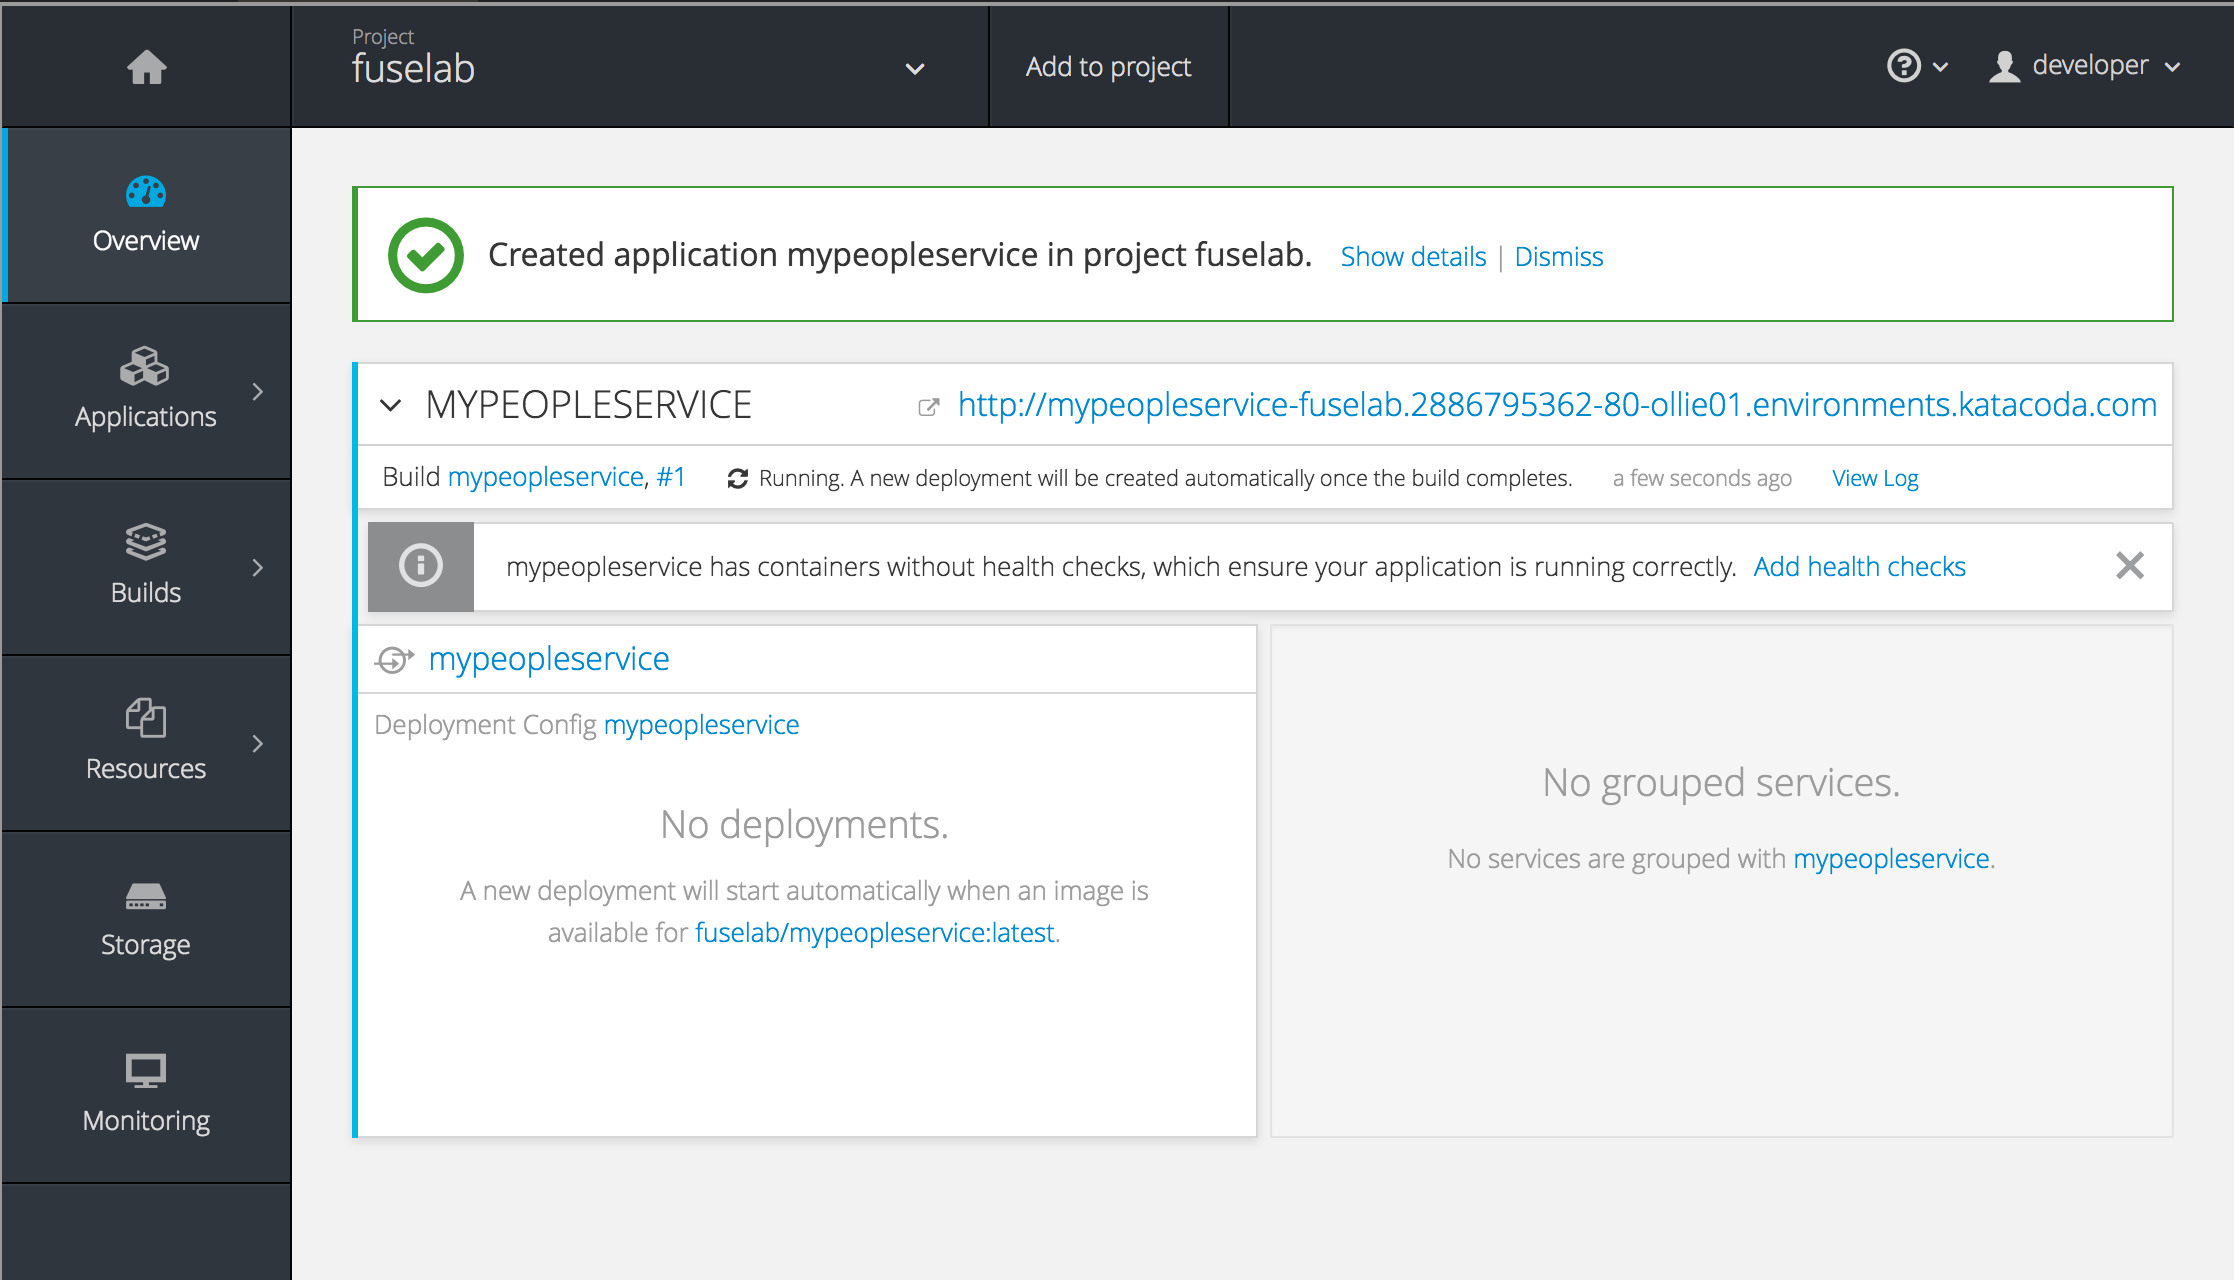 Project
fuselab
Add to project
developer
Overview
Applications
Builds
Resources
Storage
Monitoring
Created application mypeopleservice in project fuselab. Show details | Dismiss
MYPEOPLESERVICE http://mypeopleservice-fuselab.2886795362-80-ollie01.environments.katacoda.com
Build mypeopleservice, #1 Running. A new deployment will be created automatically once the build completes. a few seconds ago View Log
mypeopleservice has containers without health checks, which ensure your application is running correctly. Add health checks
mypeopleservice
Deployment Config mypeopleservice
No deployments.
A new deployment will start automatically when an image is
available for fuselab/mypeopleservice:latest.
No grouped services.
No services are grouped with mypeopleservice.